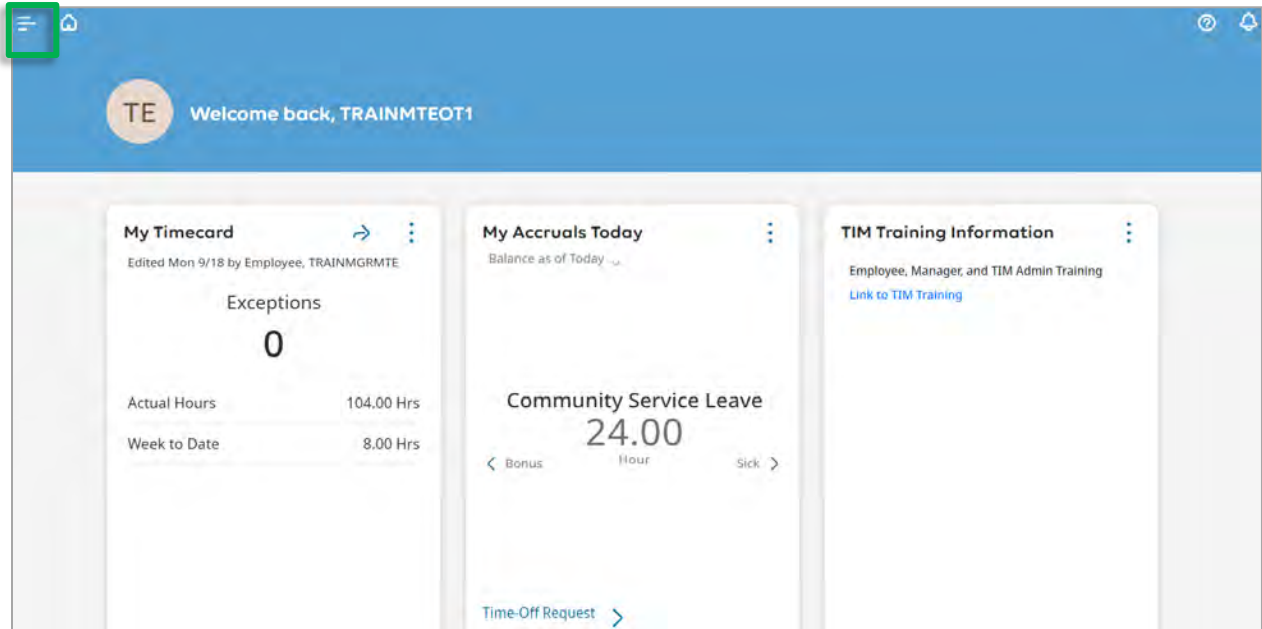 TE
Welcome back, TRAINMTEOT1
My Timecard
Edited Mon 9/18 by Employee, TRAINMGRMTE
Exceptions
0
Actual Hours 104.00 Hrs
Week to Date 8.00 Hrs
My Accruals Today
Balance as of Today
Community Service Leave
24.00
Hour
Bonus
Sick
Time-Off Request
TIM Training Information
Employee, Manager, and TIM Admin Training
Link to TIM Training